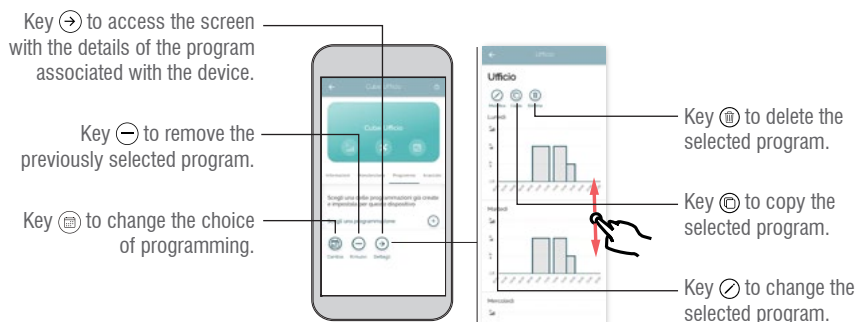 Key to access the screen
with the details of the program
associated with the device.
Key to remove the
previously selected program.
Key to change the choice
of programming.
Cube Ufficio
Cube Ufficio
Informazioni Manutenzione Programma Avanzate
Scegli una delle programmazioni già create
e impostala per questo dispositivo
Scegli una programmazione
Cambia Rimuovi Dettagli
Ufficio
Ufficio
Modifica Copia Elimina
Lunedì
Martedì
Mercoledì
Key to delete the
selected program.
Key to copy the
selected program.
Key to change the
selected program.